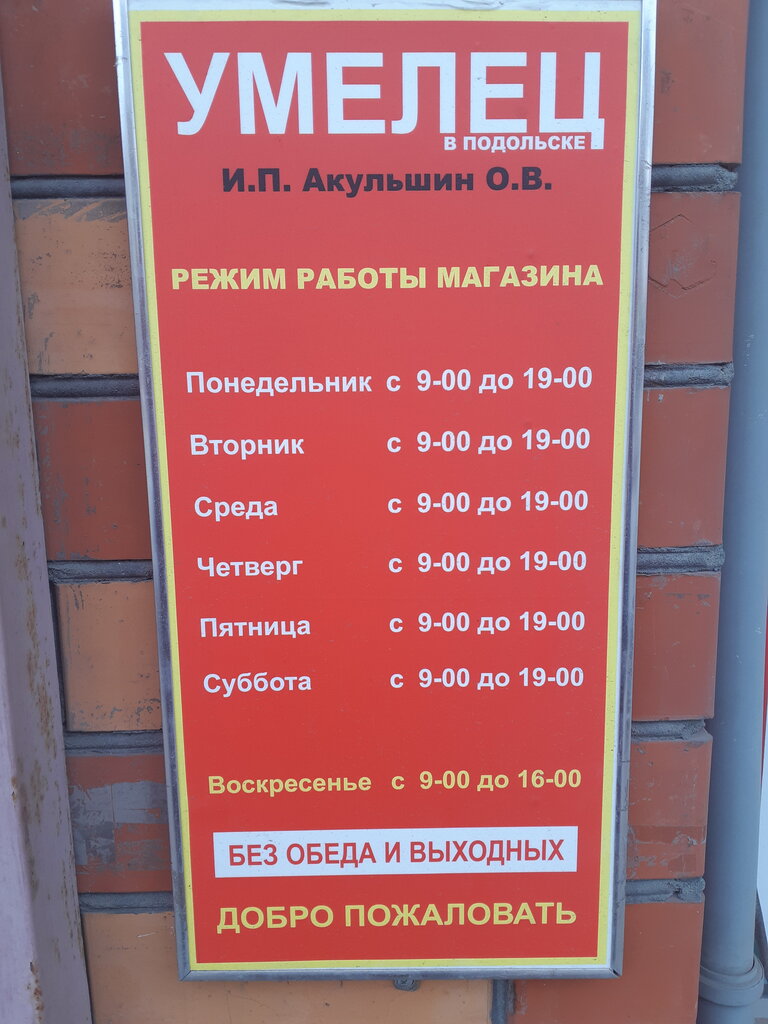 УМЕЛЕЦ
В ПОДОЛЬСКЕ
И.П. Акульшин О.В.
РЕЖИМ РАБОТЫ МАГАЗИНА
Понедельник с 9-00 до 19-00
Вторник с 9-00 до 19-00
Среда с 9-00 до 19-00
Четверг с 9-00 до 19-00
Пятница с 9-00 до 19-00
Суббота с 9-00 до 19-00
Воскресенье с 9-00 до 16-00
БЕЗ ОБЕДА И ВЫХОДНЫХ
ДОБРО ПОЖАЛОВАТЬ